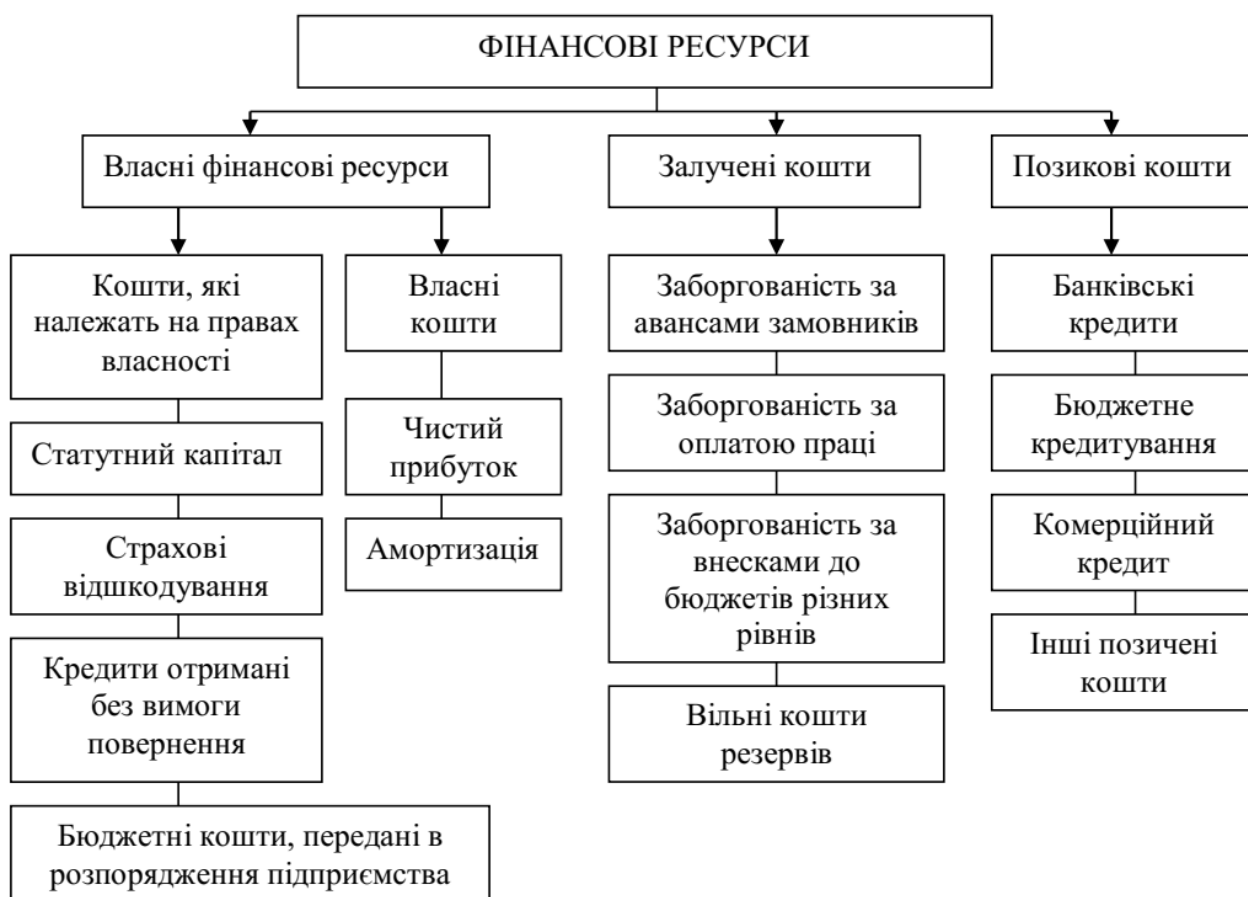 ФІНАНСОВІ РЕСУРСИ
Власні фінансові ресурси
Залучені кошти
Позикові кошти
Кошти, які
належать на правах
власності
Статутний капітал
Страхові
відшкодування
Кредити отримані
без вимоги
повернення
Бюджетні кошти, передані в
розпорядження підприємства
Власні
кошти
Чистий
прибуток
Амортизація
Заборгованість за
авансами замовників
Заборгованість за
оплатою праці
Заборгованість за
внесками до
бюджетів різних
рівнів
Вільні кошти
резервів
Банківські
кредити
Бюджетне
кредитування
Комерційний
кредит
Інші позичені
кошти